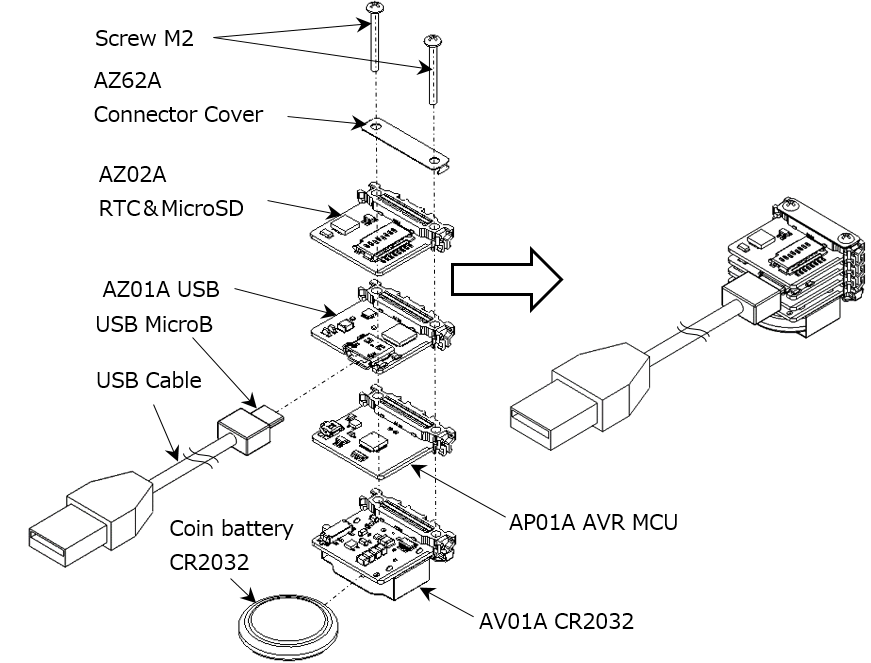 Screw M2
AZ62A
Connector Cover
AZ02A
RTC&MicroSD
AZ01A USB
USB MicroB
USB Cable
AP01A AVR MCU
Coin battery
CR2032
AV01A CR2032